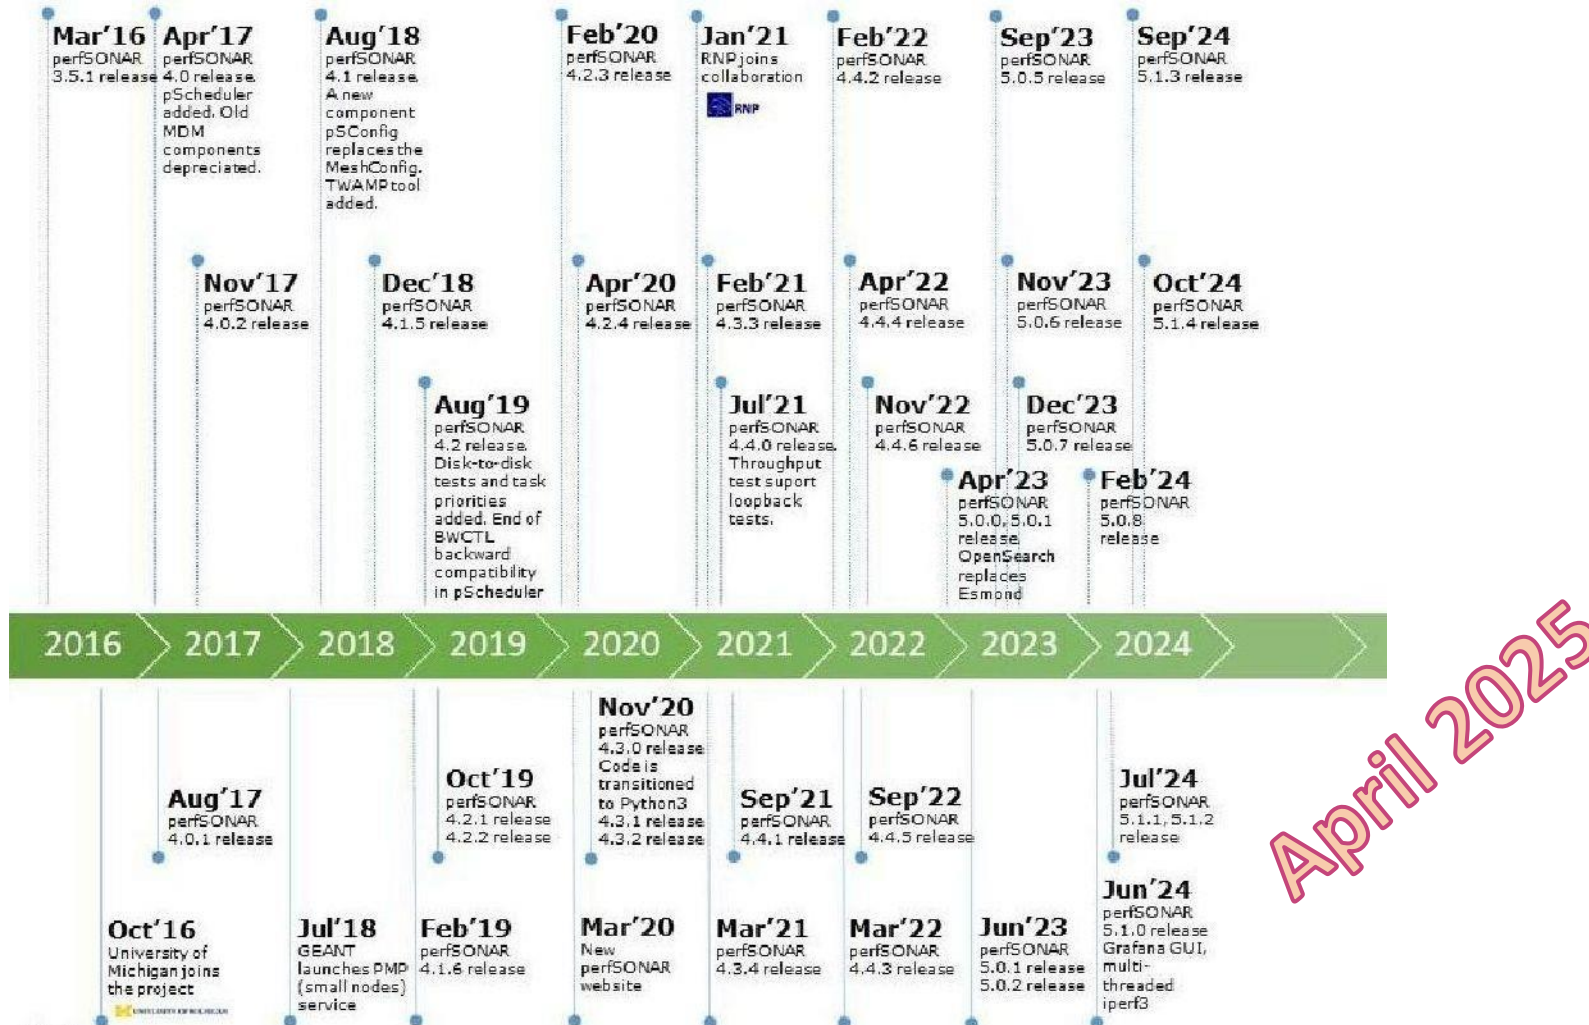 Mar'16
perfSONAR
3.5.1 release
Apr'17
perfSONAR
4.0 release.
pScheduler
added. Old
MDM
components
depreciated.
Aug'18
perfSONAR
4.1 release.
A new
component
pSConfig
replaces the
MeshConfig.
TWAMP tool
added.
Feb'20
perfSONAR
4.2.3 release
Jan'21
RNP joins
collaboration
RNP
Feb'22
perfSONAR
4.4.2 release
Sep'23
perfSONAR
5.0.5 release
Sep'24
perfSONAR
5.1.3 release
Nov'17
perfSONAR
4.0.2 release
Dec'18
perfSONAR
4.1.5 release
Apr'20
perfSONAR
4.2.4 release
Feb'21
perfSONAR
4.3.3 release
Apr'22
perfSONAR
4.4.4 release
Nov'23
perfSONAR
5.0.6 release
Oct'24
perfSONAR
5.1.4 release
Aug'19
perfSONAR
4.2 release.
Disk-to-disk
tests and task
priorities
added. End of
BWCTL
backward
compatibility
in pScheduler
Jul'21
perfSONAR
4.4.0 release.
Throughput
test suport
loopback
tests.
Nov'22
perfSONAR
4.4.6 release
Dec'23
perfSONAR
5.0.7 release
Apr'23
perfSONAR
5.0.0, 5.0.1
release
OpenSearch
replaces
Esmond
Feb'24
perfSONAR
5.0.8
release
2016
2017
2018
2019
2020
2021
2022
2023
2024
April 2025
Nov'20
perfSONAR
4.3.0 release
Code is
transitioned
to Python3
4.3.1 release
4.3.2 release
Aug'17
perfSONAR
4.0.1 release
Oct'19
perfSONAR
4.2.1 release
4.2.2 release
Sep'21
perfSONAR
4.4.1 release
Sep'22
perfSONAR
4.4.5 release
Jul'24
perfSONAR
5.1.1, 5.1.2
release
Oct'16
University of
Michigan joins
the project
UNIVERSITY OF MICHIGAN
Jul'18
GEANT
launches PMP
(small nodes)
service
Feb'19
perfSONAR
4.1.6 release
Mar'20
New
perfSONAR
website
Mar'21
perfSONAR
4.3.4 release
Mar'22
perfSONAR
4.4.3 release
Jun'23
perfSONAR
5.0.1 release
5.0.2 release
Jun'24
perfSONAR
5.1.0 release
Grafana GUI,
multi-
threaded
iperf3